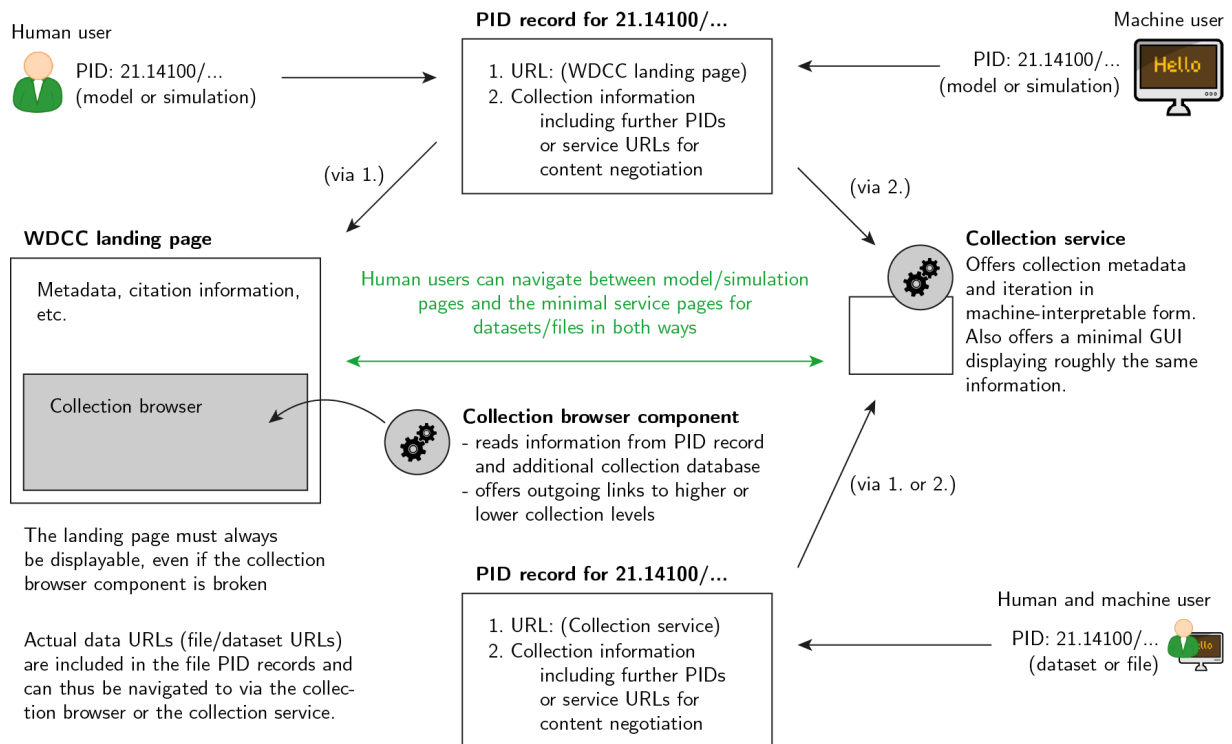 PID record for 21.14100/...
Human user
Machine user
PID: 21.14100/...
(model or simulation)
1. URL: (WDCC landing page)
2. Collection information
including further PIDs
or service URLs for
content negotiation
PID: 21.14100/...
(model or simulation)
Hello
(via 1.)
(via 2.)
WDCC landing page
Metadata, citation information,
etc.
Collection browser
Human users can navigate between model/simulation
pages and the minimal service pages for
datasets/files in both ways
Collection service
Offers collection metadata
and iteration in
machine-interpretable form.
Also offers a minimal GUI
displaying roughly the same
information.
Collection browser component
- reads information from PID record
and additional collection database
- offers outgoing links to higher or
lower collection levels
(via 1. or 2.)
The landing page must always
be displayable, even if the collection
browser component is broken
Actual data URLs (file/dataset URLs)
are included in the file PID records and
can thus be navigated to via the collec-
tion browser or the collection service.
PID record for 21.14100/...
1. URL: (Collection service)
2. Collection information
including further PIDs
or service URLs for
content negotiation
Human and machine user
PID: 21.14100/...
(dataset or file)
Hello